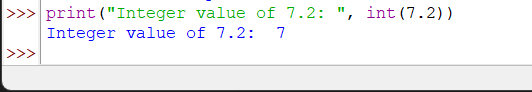 >>> print("Integer value of 7.2: ", int(7.2))
Integer value of 7.2:  7
>>>